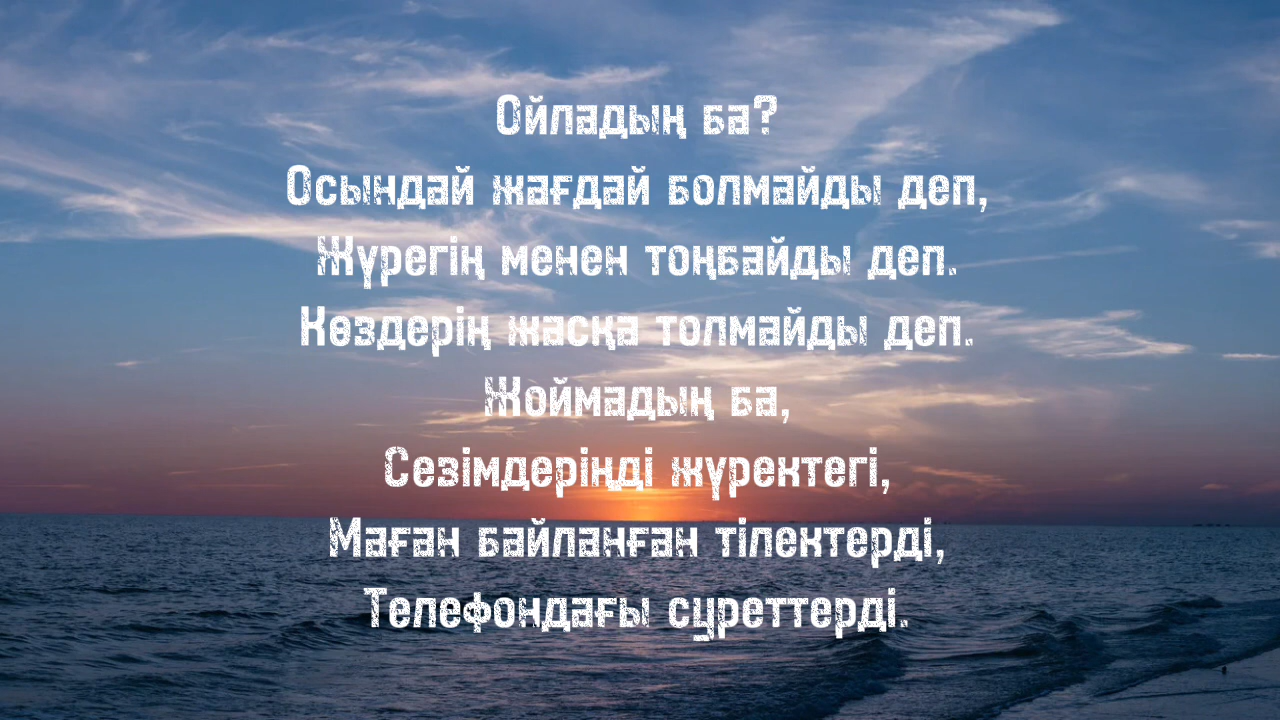 Ойладың ба?
Осындай жағдай болмайды деп,
Жүрегің менен тоңбайды деп.
Көздерің жасқа толмайды деп.
Жоймадың ба,
Сезімдеріңді жүректегі,
Маған байланған тілектерді,
Телефондағы суреттерді.